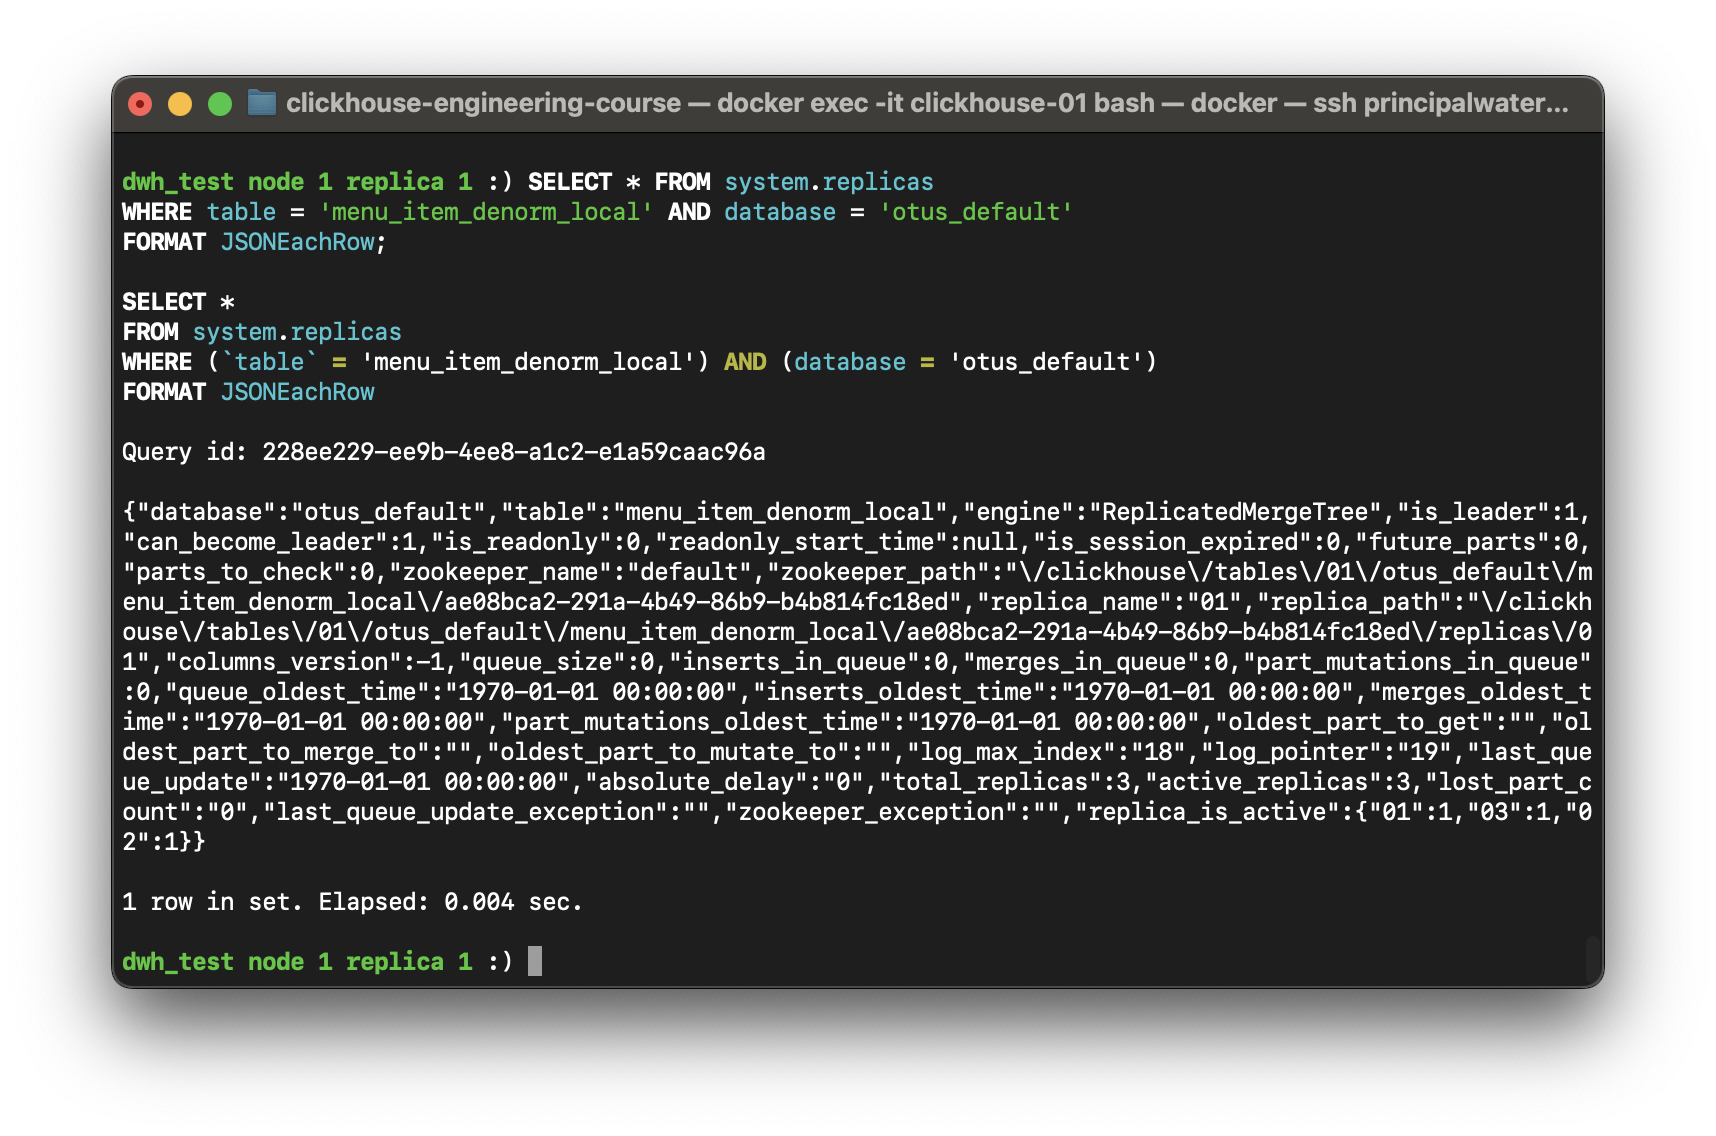 clickhouse-engineering-course — docker exec -it clickhouse-01 bash — docker — ssh principalwater...
dwh_test node 1 replica 1 :) SELECT * FROM system.replicas
WHERE table = 'menu_item_denorm_local' AND database = 'otus_default'
FORMAT JSONEachRow;
SELECT *
FROM system.replicas
WHERE (`table` = 'menu_item_denorm_local') AND (database = 'otus_default')
FORMAT JSONEachRow
Query id: 228ee229-ee9b-4ee8-a1c2-e1a59caac96a
{"database":"otus_default","table":"menu_item_denorm_local","engine":"ReplicatedMergeTree","is_leader":1,
"can_become_leader":1,"is_readonly":0,"readonly_start_time":null,"is_session_expired":0,"future_parts":0,
"parts_to_check":0,"zookeeper_name":"default","zookeeper_path":"\/clickhouse\/tables\/01\/otus_default\/m
enu_item_denorm_local\/ae08bca2-291a-4b49-86b9-b4b814fc18ed","replica_name":"01","replica_path":"\/clickh
ouse\/tables\/01\/otus_default\/menu_item_denorm_local\/ae08bca2-291a-4b49-86b9-b4b814fc18ed\/replicas\/0
1","columns_version":-1,"queue_size":0,"inserts_in_queue":0,"merges_in_queue":0,"part_mutations_in_queue"
:0,"queue_oldest_time":"1970-01-01 00:00:00","inserts_oldest_time":"1970-01-01 00:00:00","merges_oldest_t
ime":"1970-01-01 00:00:00","part_mutations_oldest_time":"1970-01-01 00:00:00","oldest_part_to_get":"","ol
dest_part_to_merge_to":"","oldest_part_to_mutate_to":"","log_max_index":"18","log_pointer":"19","last_que
ue_update":"1970-01-01 00:00:00","absolute_delay":"0","total_replicas":3,"active_replicas":3,"lost_part_c
ount":"0","last_queue_update_exception":"","zookeeper_exception":"","replica_is_active":{"01":1,"03":1,"0
2":1}}
1 row in set. Elapsed: 0.004 sec.
dwh_test node 1 replica 1 :)